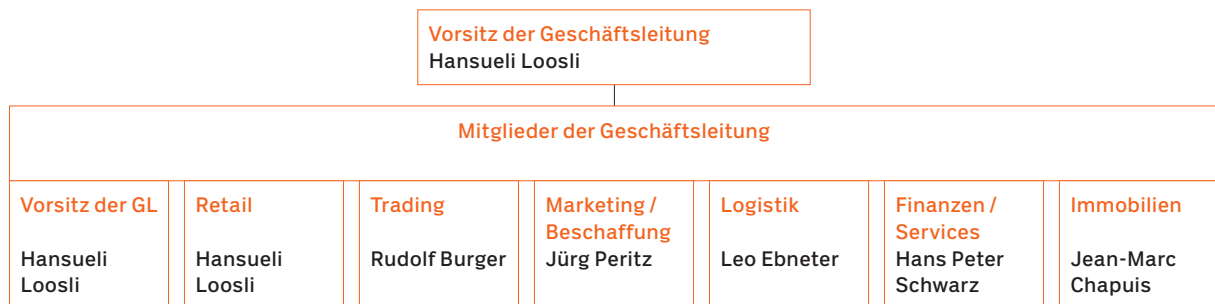 Vorsitz der Geschäftsleitung
Hansueli Loosli
Mitglieder der Geschäftsleitung
Vorsitz der GL
Hansueli
Loosli
Retail
Hansueli
Loosli
Trading
Rudolf Burger
Marketing /
Beschaffung
Jürg Peritz
Logistik
Leo Ebneter
Finanzen /
Services
Hans Peter
Schwarz
Immobilien
Jean-Marc
Chapuis